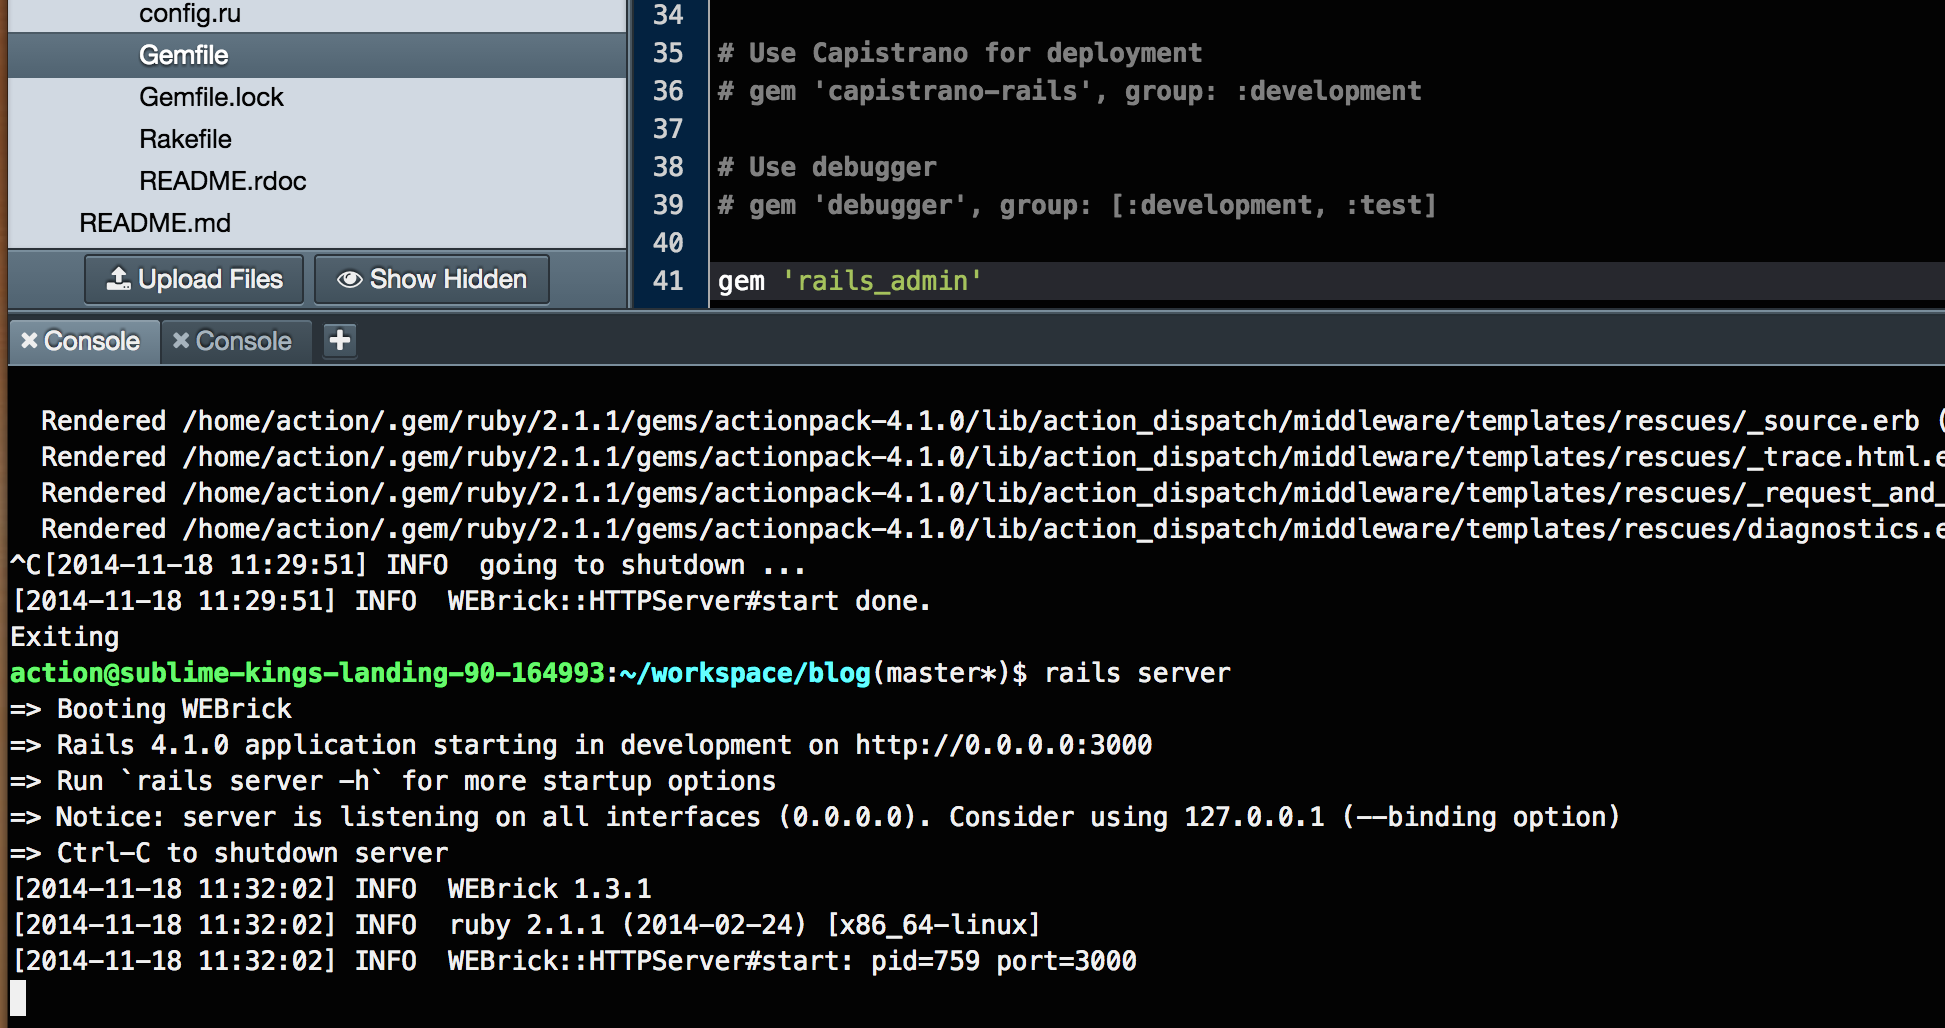 config.ru
Gemfile
Gemfile.lock
Rakefile
README.rdoc
README.md
Upload Files Show Hidden
34
35 # Use Capistrano for deployment
36 # gem 'capistrano-rails', group: :development
37
38 # Use debugger
39 # gem 'debugger', group: [:development, :test]
40
41 gem 'rails_admin'
× Console × Console +
Rendered /home/action/.gem/ruby/2.1.1/gems/actionpack-4.1.0/lib/action_dispatch/middleware/templates/rescues/_source.erb (
Rendered /home/action/.gem/ruby/2.1.1/gems/actionpack-4.1.0/lib/action_dispatch/middleware/templates/rescues/_trace.html.e
Rendered /home/action/.gem/ruby/2.1.1/gems/actionpack-4.1.0/lib/action_dispatch/middleware/templates/rescues/_request_and_
Rendered /home/action/.gem/ruby/2.1.1/gems/actionpack-4.1.0/lib/action_dispatch/middleware/templates/rescues/diagnostics.e
^C[2014-11-18 11:29:51] INFO  going to shutdown ...
[2014-11-18 11:29:51] INFO  WEBrick::HTTPServer#start done.
Exiting
action@sublime-kings-landing-90-164993:~/workspace/blog(master*)$ rails server
=> Booting WEBrick
=> Rails 4.1.0 application starting in development on http://0.0.0.0:3000
=> Run `rails server -h` for more startup options
=> Notice: server is listening on all interfaces (0.0.0.0). Consider using 127.0.0.1 (--binding option)
=> Ctrl-C to shutdown server
[2014-11-18 11:32:02] INFO  WEBrick 1.3.1
[2014-11-18 11:32:02] INFO  ruby 2.1.1 (2014-02-24) [x86_64-linux]
[2014-11-18 11:32:02] INFO  WEBrick::HTTPServer#start: pid=759 port=3000